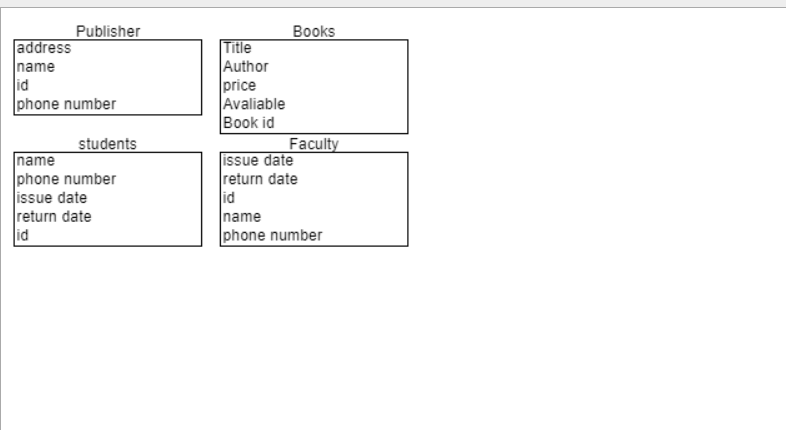 Publisher
address
name
id
phone number
Books
Title
Author
price
Avaliable
Book id
students
name
phone number
issue date
return date
id
Faculty
issue date
return date
id
name
phone number